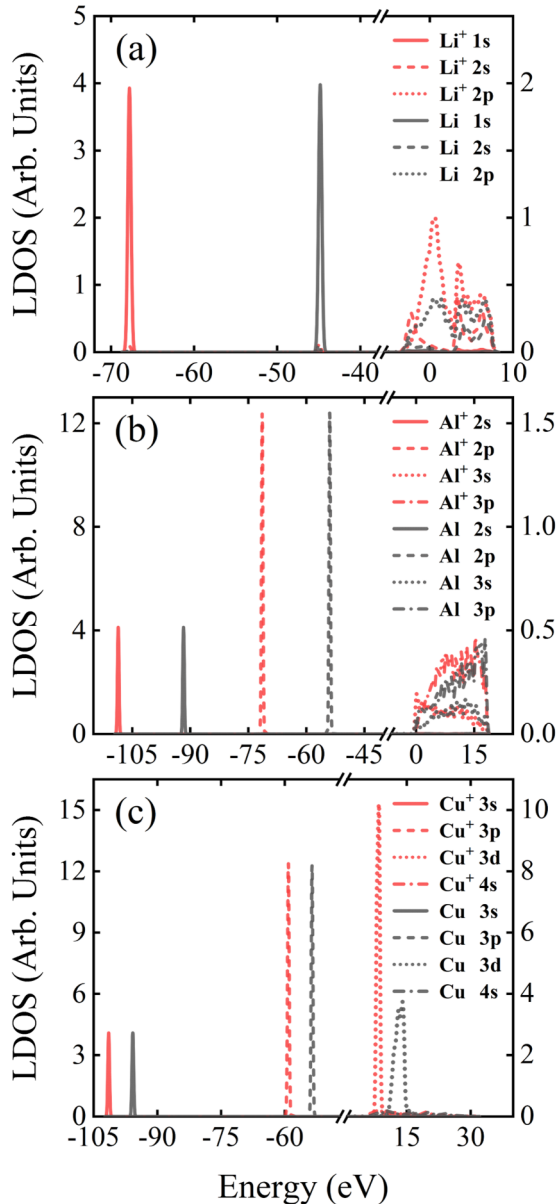 (a)
LDOS (Arb. Units)
5
4
3
2
1
0
2
1
0
-70
-60
-50
-40
0
10
Li⁺ 1s
Li⁺ 2s
Li⁺ 2p
Li 1s
Li 2s
Li 2p
(b)
LDOS (Arb. Units)
12
8
4
0
1.5
1.0
0.5
0.0
-105
-90
-75
-60
-45
0
15
Al⁺ 2s
Al⁺ 2p
Al⁺ 3s
Al⁺ 3p
Al 2s
Al 2p
Al 3s
Al 3p
(c)
LDOS (Arb. Units)
15
12
9
6
3
0
10
8
6
4
2
0
-105
-90
-75
-60
15
30
Cu⁺ 3s
Cu⁺ 3p
Cu⁺ 3d
Cu⁺ 4s
Cu 3s
Cu 3p
Cu 3d
Cu 4s
Energy (eV)